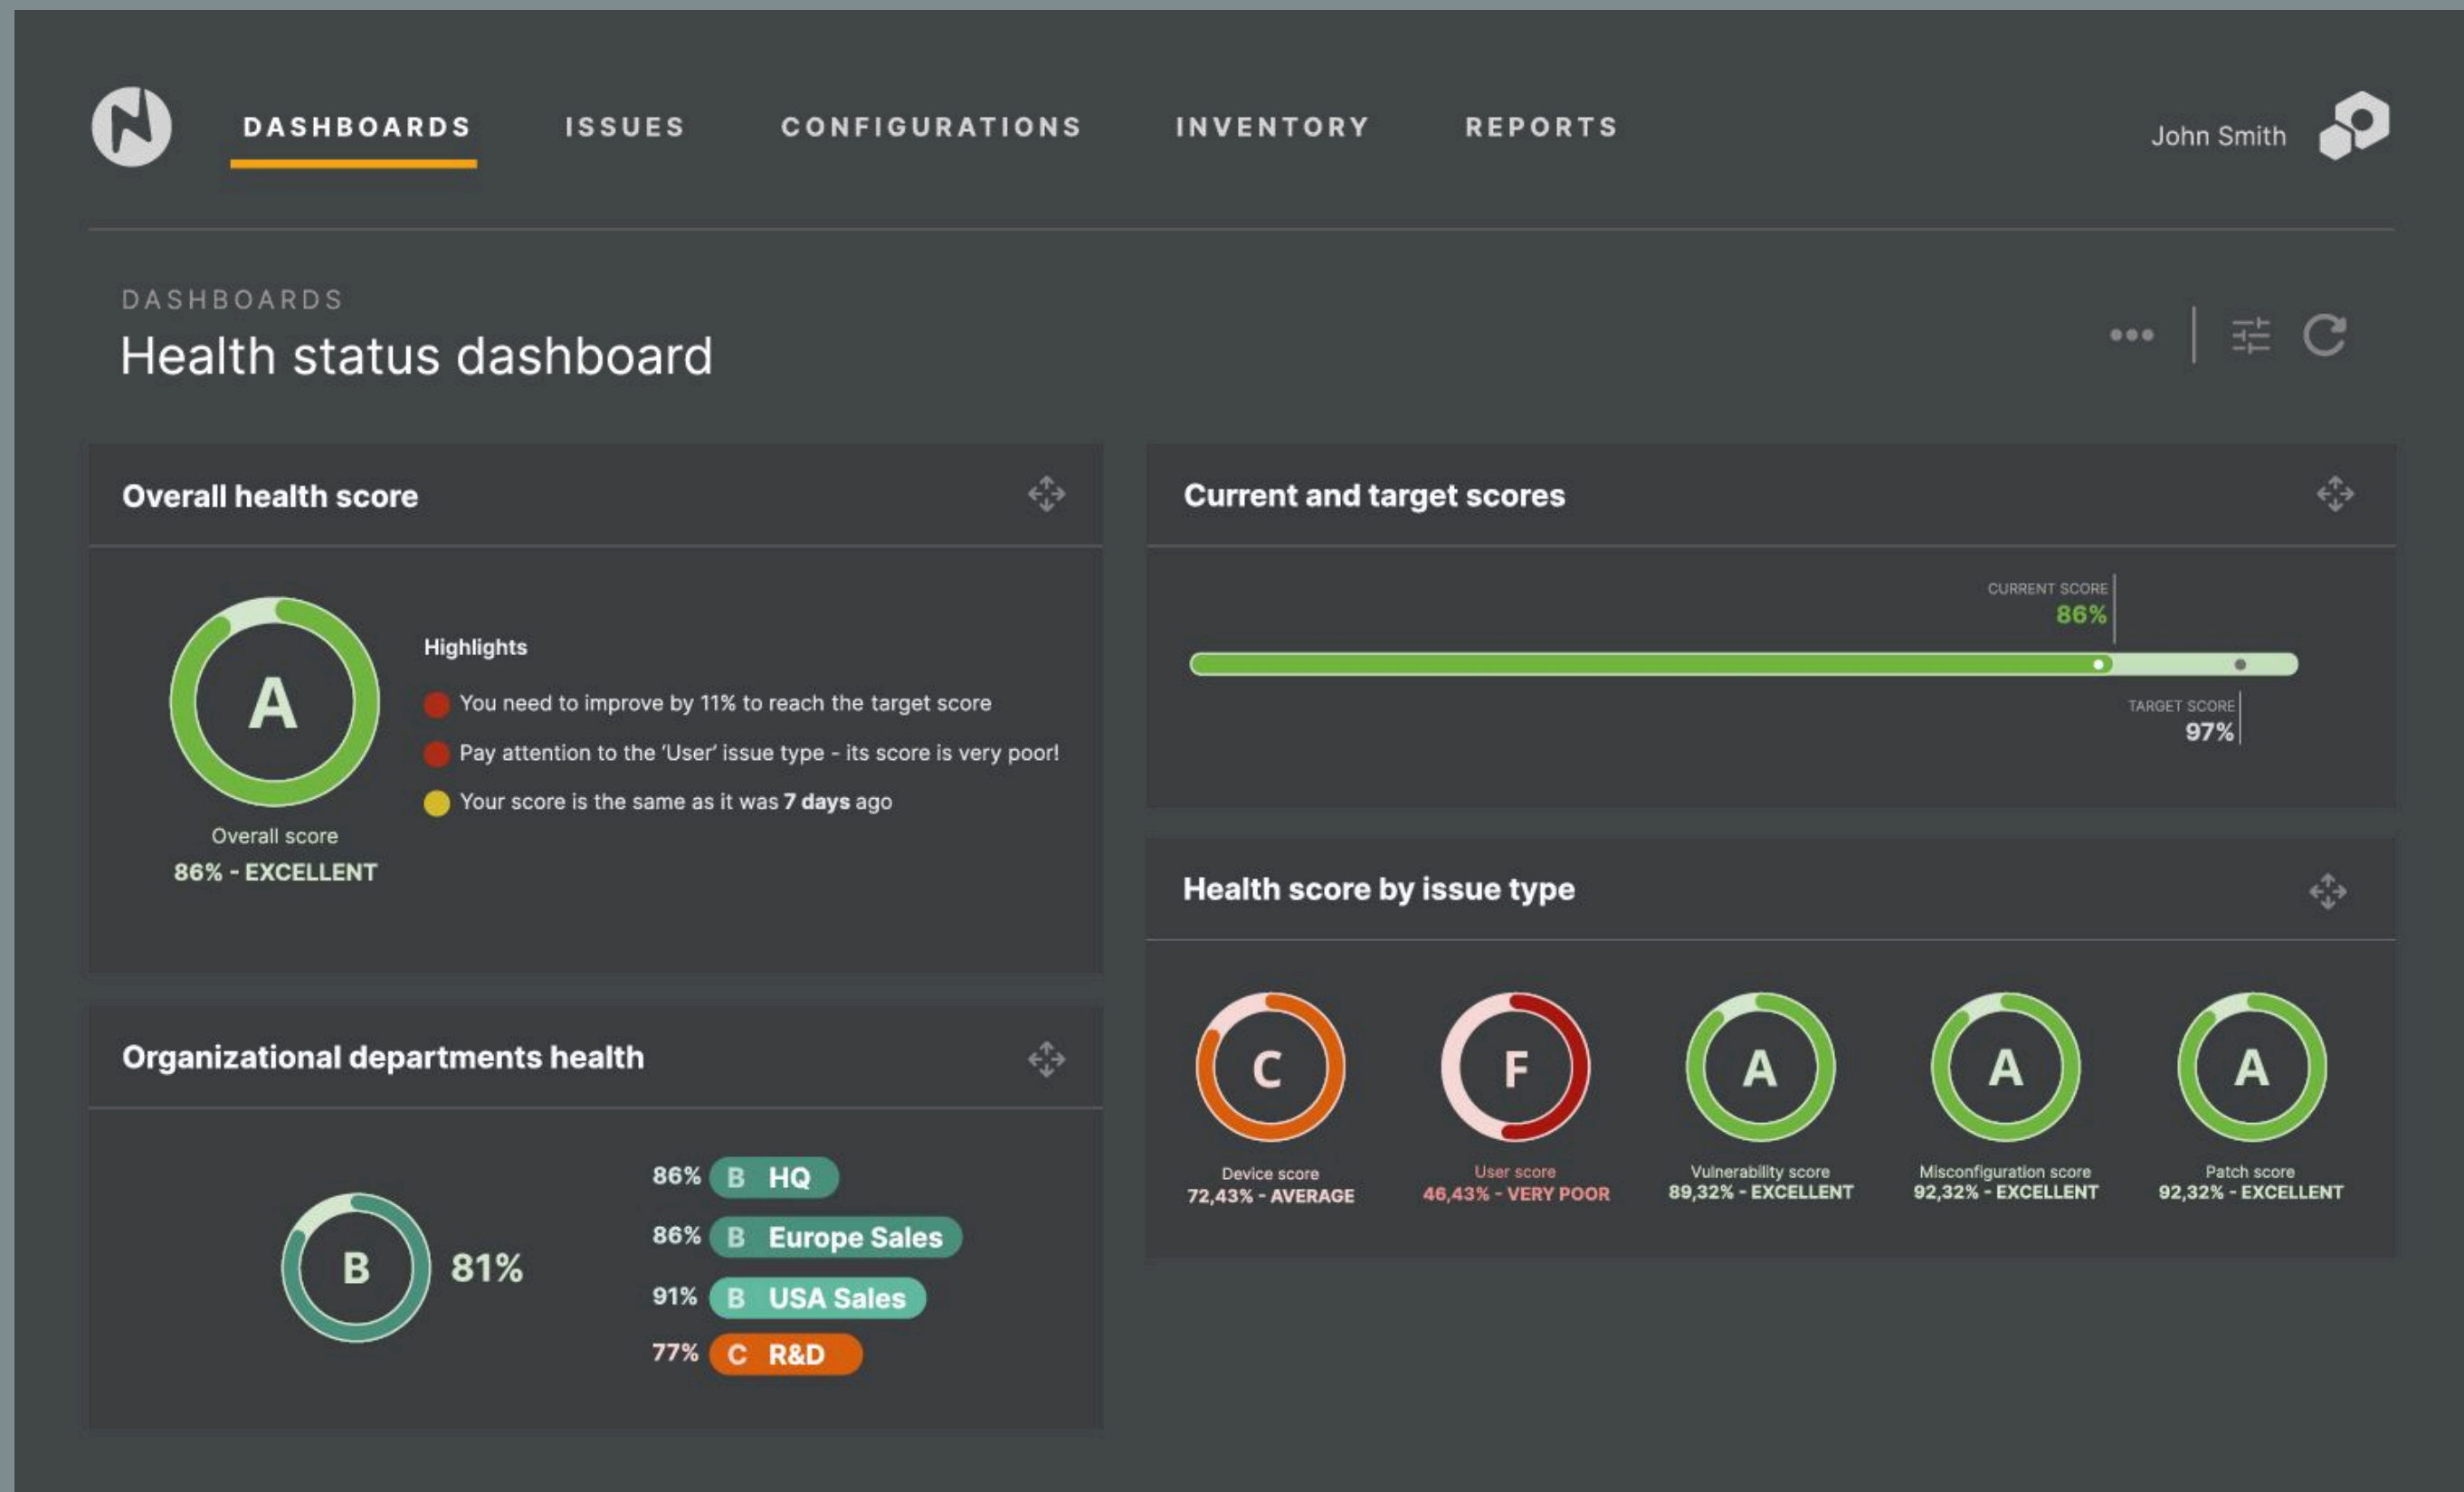 DASHBOARDS ISSUES CONFIGURATIONS INVENTORY REPORTS John Smith
DASHBOARDS
Health status dashboard
Overall health score
A
Overall score
86% - EXCELLENT
Highlights
You need to improve by 11% to reach the target score
Pay attention to the ‘User’ issue type - its score is very poor!
Your score is the same as it was 7 days ago
Organizational departments health
B 81%
86% B HQ
86% B Europe Sales
91% B USA Sales
77% C R&D
Current and target scores
CURRENT SCORE
86%
TARGET SCORE
97%
Health score by issue type
C
Device score
72,43% - AVERAGE
F
User score
46,43% - VERY POOR
A
Vulnerability score
89,32% - EXCELLENT
A
Misconfiguration score
92,32% - EXCELLENT
A
Patch score
92,32% - EXCELLENT